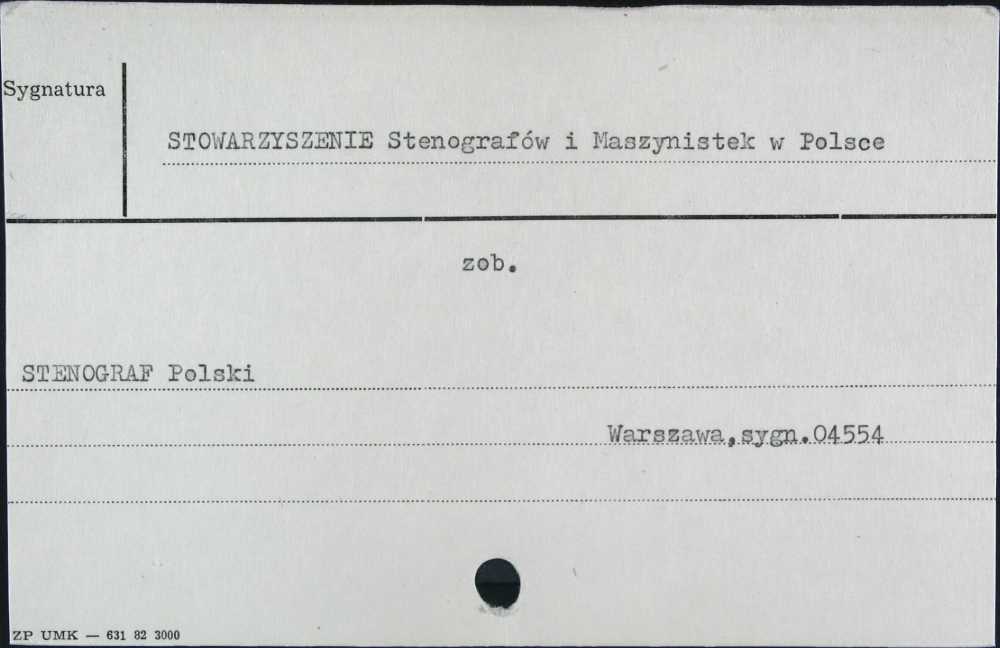 Sygnatura
STOWARZYSZENIE Stenografów i Maszynistek w Polsce
zob.
STENOGRAF Polski
Warszawa,sygn.04554
ZP UMK — 631 82 3000